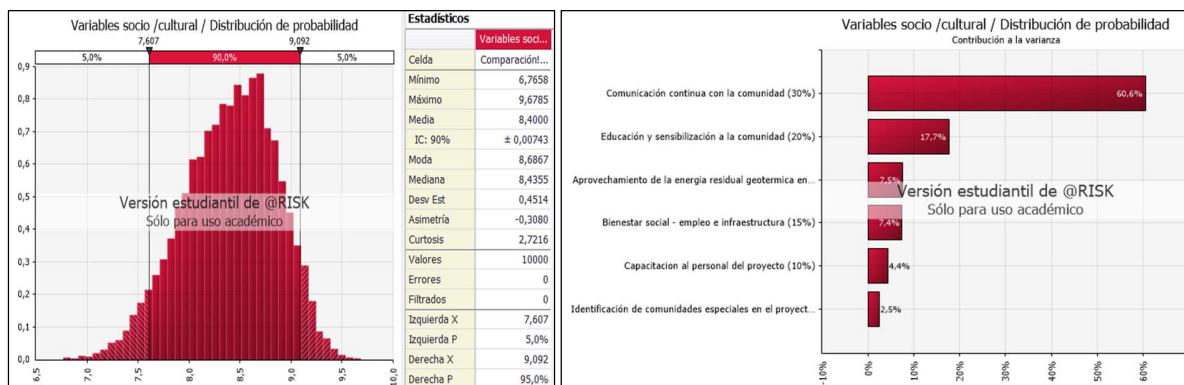 Variables socio /cultural / Distribución de probabilidad
7,607 9,092
5,0% 90,0% 5,0%
0,9
0,8
0,7
0,6
0,5
0,4
0,3
0,2
0,1
0,0
6,5 7,0 7,5 8,0 8,5 9,0 9,5 10,0
Versión estudiantil de @RISK
Sólo para uso académico
Estadísticos
Variables soci...
Celda Comparación!...
Mínimo 6,7658
Máximo 9,6785
Media 8,4000
IC: 90% ± 0,00743
Moda 8,6867
Mediana 8,4355
Desv Est 0,4514
Asimetría -0,3080
Curtosis 2,7216
Valores 10000
Errores 0
Filtrados 0
Izquierda X 7,607
Izquierda P 5,0%
Derecha X 9,092
Derecha P 95,0%
Variables socio /cultural / Distribución de probabilidad
Contribución a la varianza
Comunicación continua con la comunidad (30%) 60,6%
Educación y sensibilización a la comunidad (20%) 17,7%
Aprovechamiento de la energia residual geotermica en... 7,5%
Bienestar social - empleo e infraestructura (15%) 7,4%
Capacitacion al personal del proyecto (10%) 4,4%
Identificación de comunidades especiales en el proyect... 2,5%
Versión estudiantil de @RISK
Sólo para uso académico
-10% 0% 10% 20% 30% 40% 50% 60%